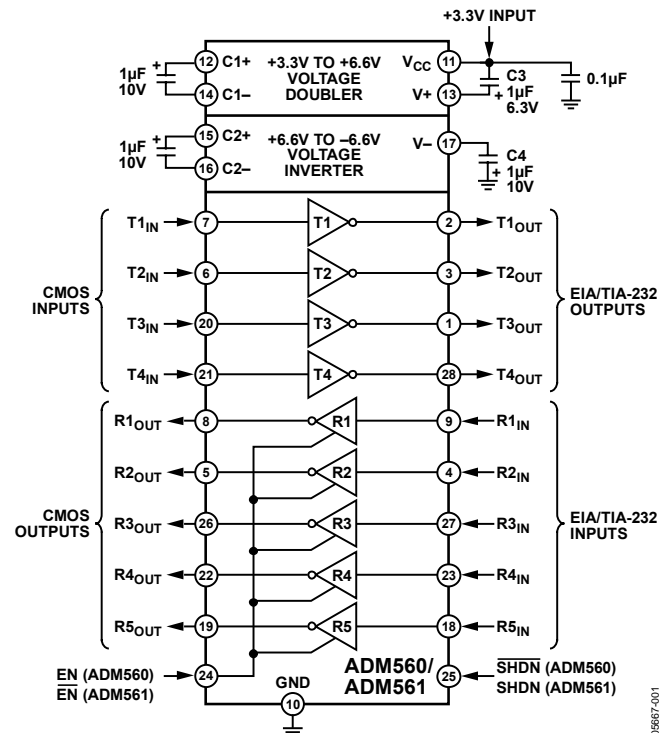 +3.3V INPUT
12 C1+ +3.3V TO +6.6V VCC 11
1µF + 10V
VOLTAGE
DOUBLER
14 C1– V+ 13
C3
+ 1µF
6.3V
0.1µF
15 C2+ +6.6V TO –6.6V V– 17
1µF + 10V
VOLTAGE
INVERTER
16 C2–
C4
+ 1µF
10V
T1IN 7 T1 2 T1OUT
T2IN 6 T2 3 T2OUT
CMOS
INPUTS
EIA/TIA-232
OUTPUTS
T3IN 20 T3 1 T3OUT
T4IN 21 T4 28 T4OUT
R1OUT 8 R1 9 R1IN
R2OUT 5 R2 4 R2IN
CMOS
OUTPUTS
EIA/TIA-232
INPUTS
R3OUT 26 R3 27 R3IN
R4OUT 22 R4 23 R4IN
R5OUT 19 R5 18 R5IN
EN (ADM560)
EN (ADM561)
24
GND
10
ADM560/
ADM561
25
SHDN (ADM560)
SHDN (ADM561)
05667-001